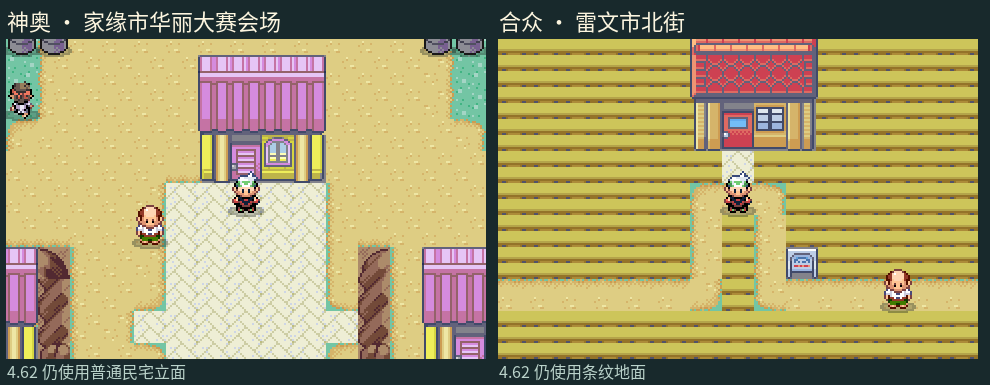 神奥 · 家缘市华丽大赛会场
合众 · 雷文市北街
4.62 仍使用普通民宅立面
4.62 仍使用条纹地面